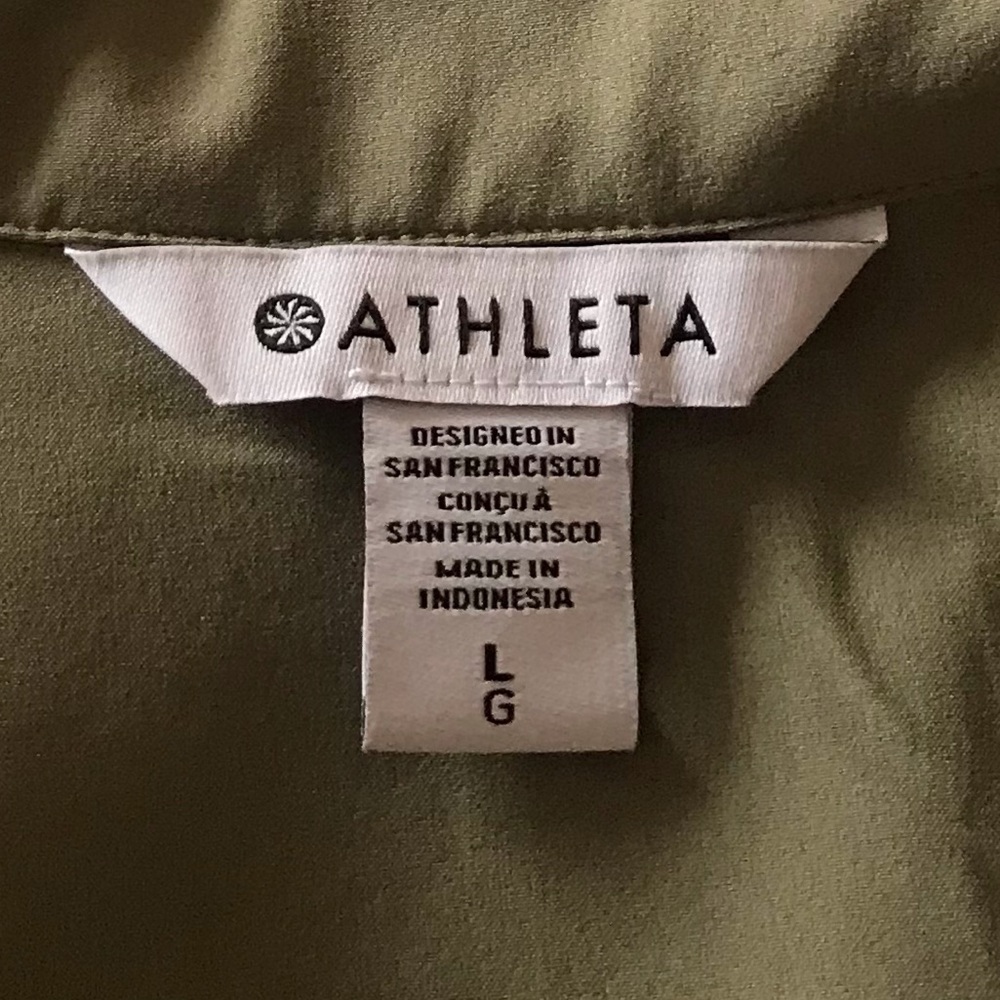 ATHLETA
DESIGNED IN
SAN FRANCISCO
CONÇU À
SAN FRANCISCO
MADE IN
INDONESIA
L
G